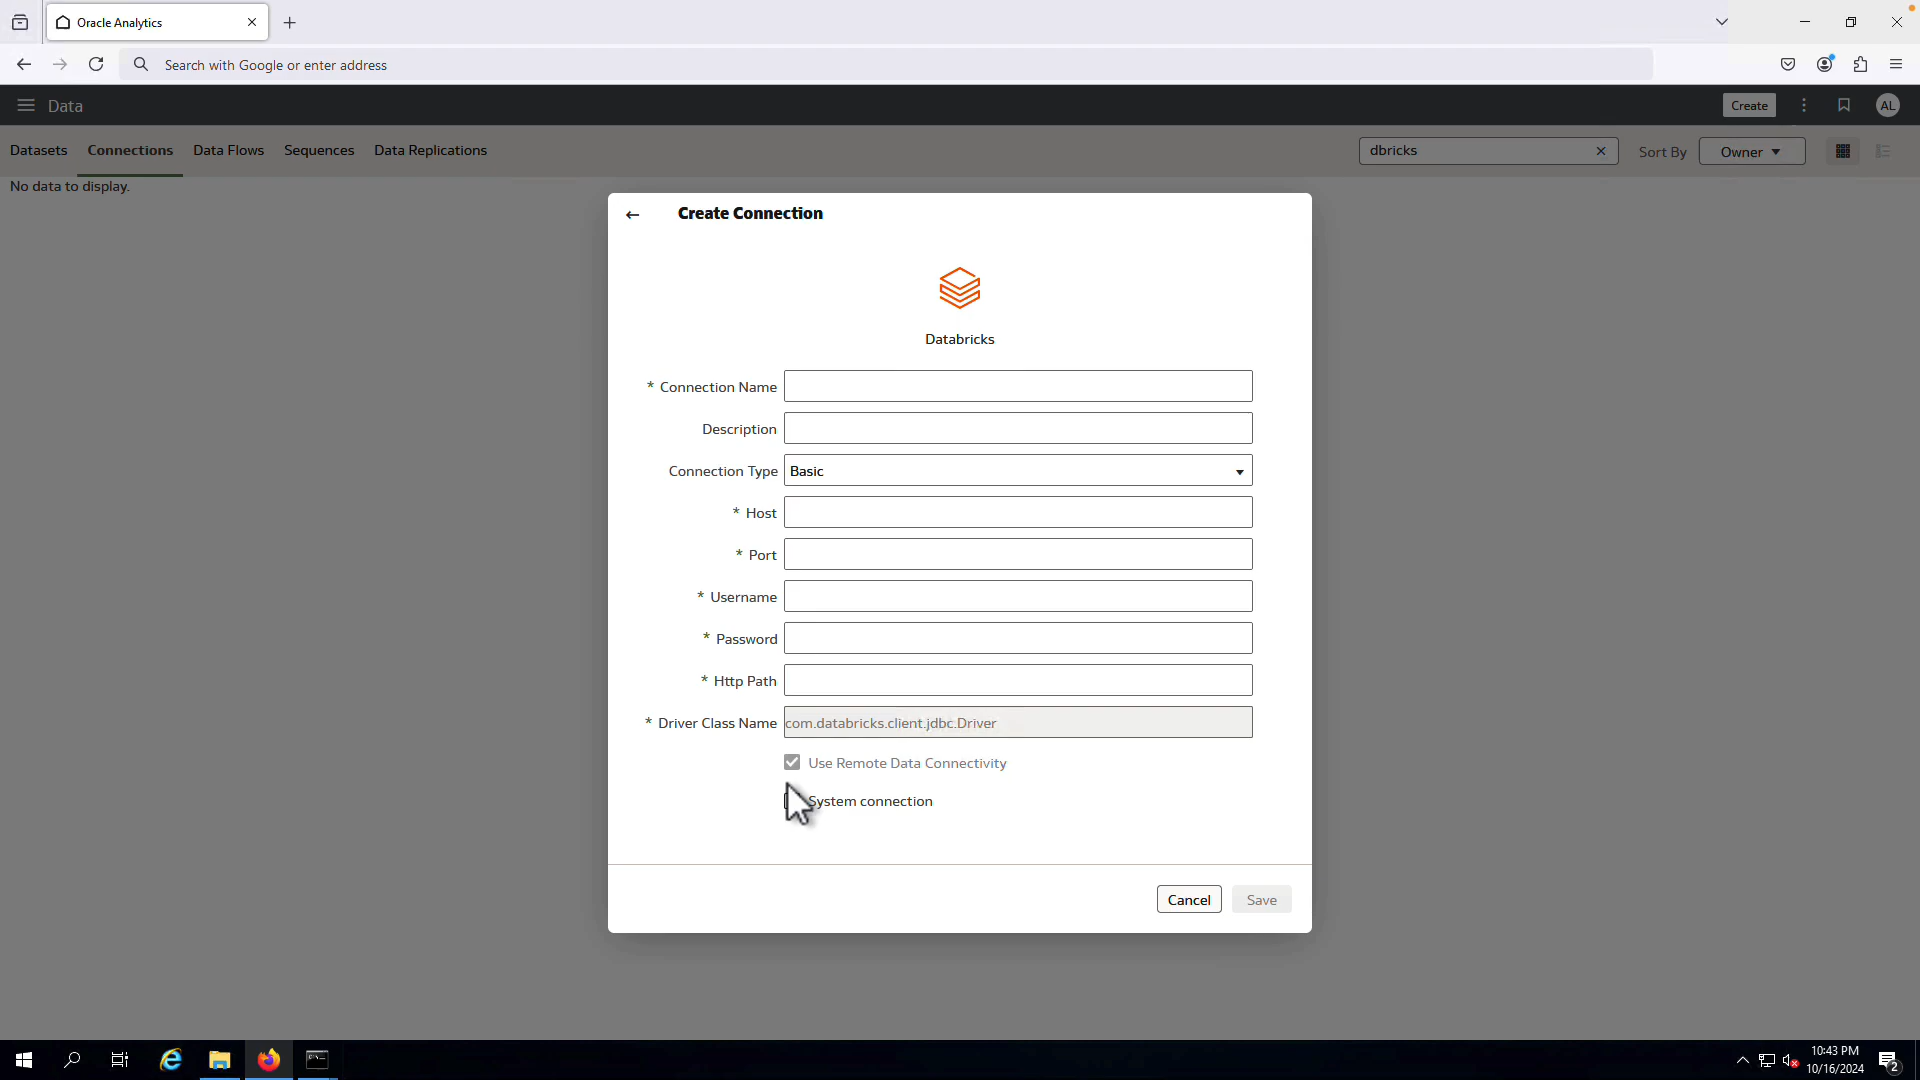 Oracle Analytics
Search with Google or enter address
Data
Create
AL
Datasets
Connections
Data Flows
Sequences
Data Replications
dbricks
Sort By
Owner
No data to display.
Create Connection
Databricks
* Connection Name
Description
Connection Type
Basic
* Host
* Port
* Username
* Password
* Http Path
* Driver Class Name
com.databricks.client.jdbc.Driver
Use Remote Data Connectivity
System connection
Cancel
Save
10:43 PM
10/16/2024
2